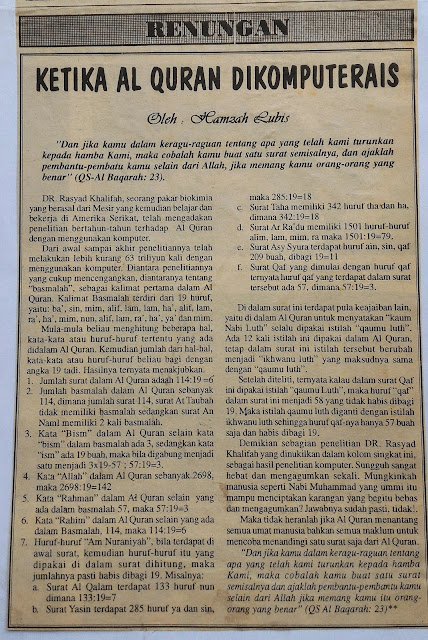 RENUNGAN
KETIKA AL QURAN DIKOMPUTERAIS
Oleh : Hamzah Lubis
"Dan jika kamu dalam keragu-raguan tentang apa yang telah kami turunkan
kepada hamba Kami, maka cobalah kamu buat satu surat semisalnya, dan ajaklah
pembantu-pembatu kamu selain dari Allah, jika memang kamu orang-orang yang
benar" (QS-Al Baqarah: 23).
DR. Rasyad Khalifah, seorang pakar biokimia
yang berasal dari Mesir yang kemudian belajar dan
bekerja di Amerika Serikat, telah mengadakan
penelitian bertahun-tahun terhadap Al Quran
dengan menggunakan komputer.
Dari awal sampai akhir penelitiannya telah
melakukan lebih kurang 63 triliyun kali dengan
menggunakan komputer. Diantara penelitiannya
yang cukup mencengangkan, diantaranya tentang
"basmalah", sebagai kalimat pertama dalam Al
Quran. Kalimat Basmalah terdiri dari 19 huruf,
yaitu: ba', sin, mim, alif, lam, lam, ha', alif, lam,
ra', ha', mim, nun, alif, lam, ra', ha', ya' dan mim.
Mula-mula beliau menghitung beberapa hal,
kata-kata atau huruf-huruf tertentu yang ada
didalam Al Quran. Kemudian jumlah dari hal-hal,
kata-kata atau huruf-huruf beliau bagi dengan
angka 19 tadi. Hasilnya ternyata menakjubkan.
1. Jumlah surat dalam Al Quran adalah 114:19 =6
2. Jumlah basmalah dalam Al Quran sebanyak
114, dimana jumlah surat 114, surat At Taubah
tidak memiliki basmalah sedangkan surat An
Naml memiliki 2 kali basmalah.
3. Kata "Bism" dalam Al Quran selain kata
"bism" dalam basmalah ada 3, sedangkan kata
"ism" ada 19 buah, maka bila digabung menjadi
satu menjadi 3x19-57 ; 57:19=3.
4. Kata "Allah" dalam Al Quran sebanyak 2698,
maka 2698:19=142
5. Kata "Rahman" dalam Al Quran selain yang
ada dalam basmalah 57, maka 57:19=3
6. Kata "Rahim" dalam Al Quran selain yang ada
dalam Basmalah, 114, maka 114:19=6
7. Huruf-huruf "Am Nuraniyah", bila terdapat di
awal surat, kemudian huruf-huruf itu yang
dipakai di dalam surat dihitung, maka
jumlahnya pasti habis dibagi 19. Misalnya:
a. Surat Al Qalam terdapat 133 huruf nun
dimana 133:19=7
b. Surat Yasin terdapat 285 huruf ya dan sin,
maka 285:19=18
c. Surat Taha memiliki 342 huruf tha dan ha,
dimana 342:19=18
d. Surat Ar Ra'du memiliki 1501 huruf-huruf
alim, lam, mim, ra maka 1501:19=79.
e. Surat Asy Syura terdapat huruf ain, sin, qaf
209 buah, dibagi 19=11
f. Surat Qaf yang dimulai dengan huruf qaf
ternyata huruf qaf yang terdapat dalam surat
tersebut ada 57, dimana 57:19=3.
Di dalam surat ini terdapat pula keajaiban lain,
yaitu di dalam Al Quran untuk menyatakan "kaum
Nabi Luth" selalu dipakai istilah "qaumu luth".
Ada 12 kali istilah ini dipakai dalam Al Quran,
tetap dalam surat ini istilah tersebut berubah
menjadi "ikhwanu luth" yang maksudnya sama
dengan "qaumu luth".
Setelah diteliti, ternyata kalau dalam surat Qaf
ini dipakai istilah "qaumu luth", maka huruf "qaf"
dalam surat ini menjadi 58 yang tidak habis dibagi
19. Maka istilah qaumu luth diganti dengan istilah
ikhwanu luth sehingga huruf qaf-nya hanya 57 buah
saja dan habis dibagi 19.
Demikian sebagian penelitian DR. Rasyad
Khalifah yang dinukilkan dalam kolom singkat ini,
sebagai hasil penelitian komputer. Sungguh sangat
hebat dan mengagumkan sekali. Mungkinkah
manusia seperti Nabi Muhammad yang ummi itu
mampu menciptakan karangan yang begitu bebas
dan mengagumkan? Jawabnya sudah pasti, tidak!.
Maka tidak heranlah jika Al Quran menantang
semua umat manusia bahkan semua maklum untuk
mencoba menandingi satu surat saja dari Al Quran.
"Dan jika kamu dalam keragu-raguan tentang
apa yang telah kami turunkan kepada hamba
Kami, maka cobalah kamu buat satu surat
semisalnya dan ajaklah pembantu-pembantu kamu
selain dari Allah jika memang kamu itu orang-
orang yang benar" (QS Al Baqarah: 23)**